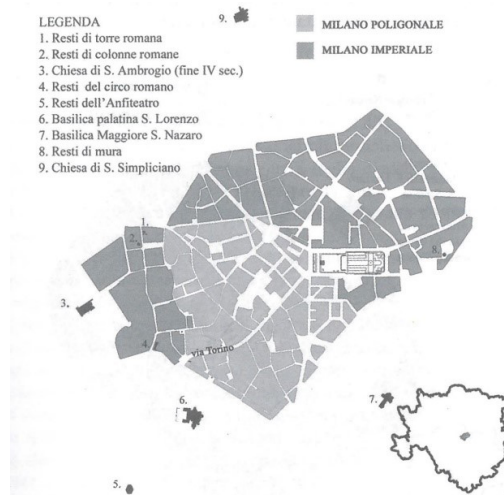 LEGENDA
1. Resti di torre romana
2. Resti di colonne romane
3. Chiesa di S. Ambrogio (fine IV sec.)
4. Resti del circo romano
5. Resti dell'Anfiteatro
6. Basilica palatina S. Lorenzo
7. Basilica Maggiore S. Nazaro
8. Resti di mura
9. Chiesa di S. Simpliciano
9.
MILANO POLIGONALE
MILANO IMPERIALE
1.
2.
8.
3.
4.
via Torino
6.
7.
5.